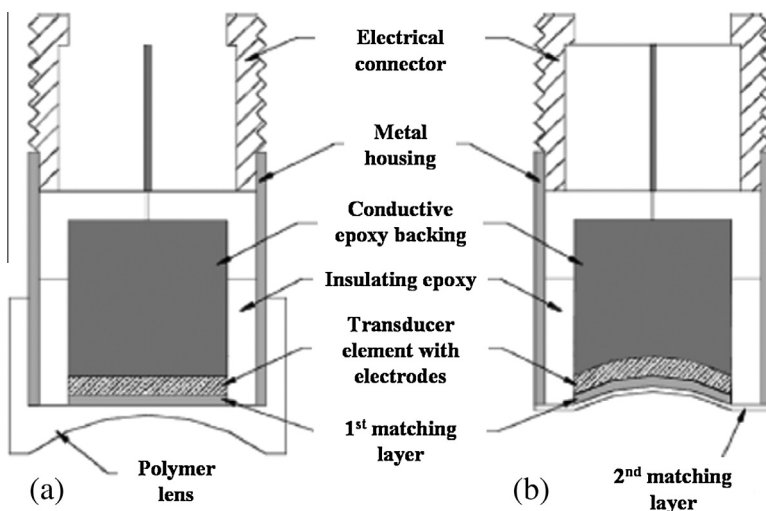 Electrical
connector
Metal
housing
Conductive
epoxy backing
Insulating epoxy
Transducer
element with
electrodes
1st matching
layer
Polymer
lens
(a)
(b)
2nd matching
layer